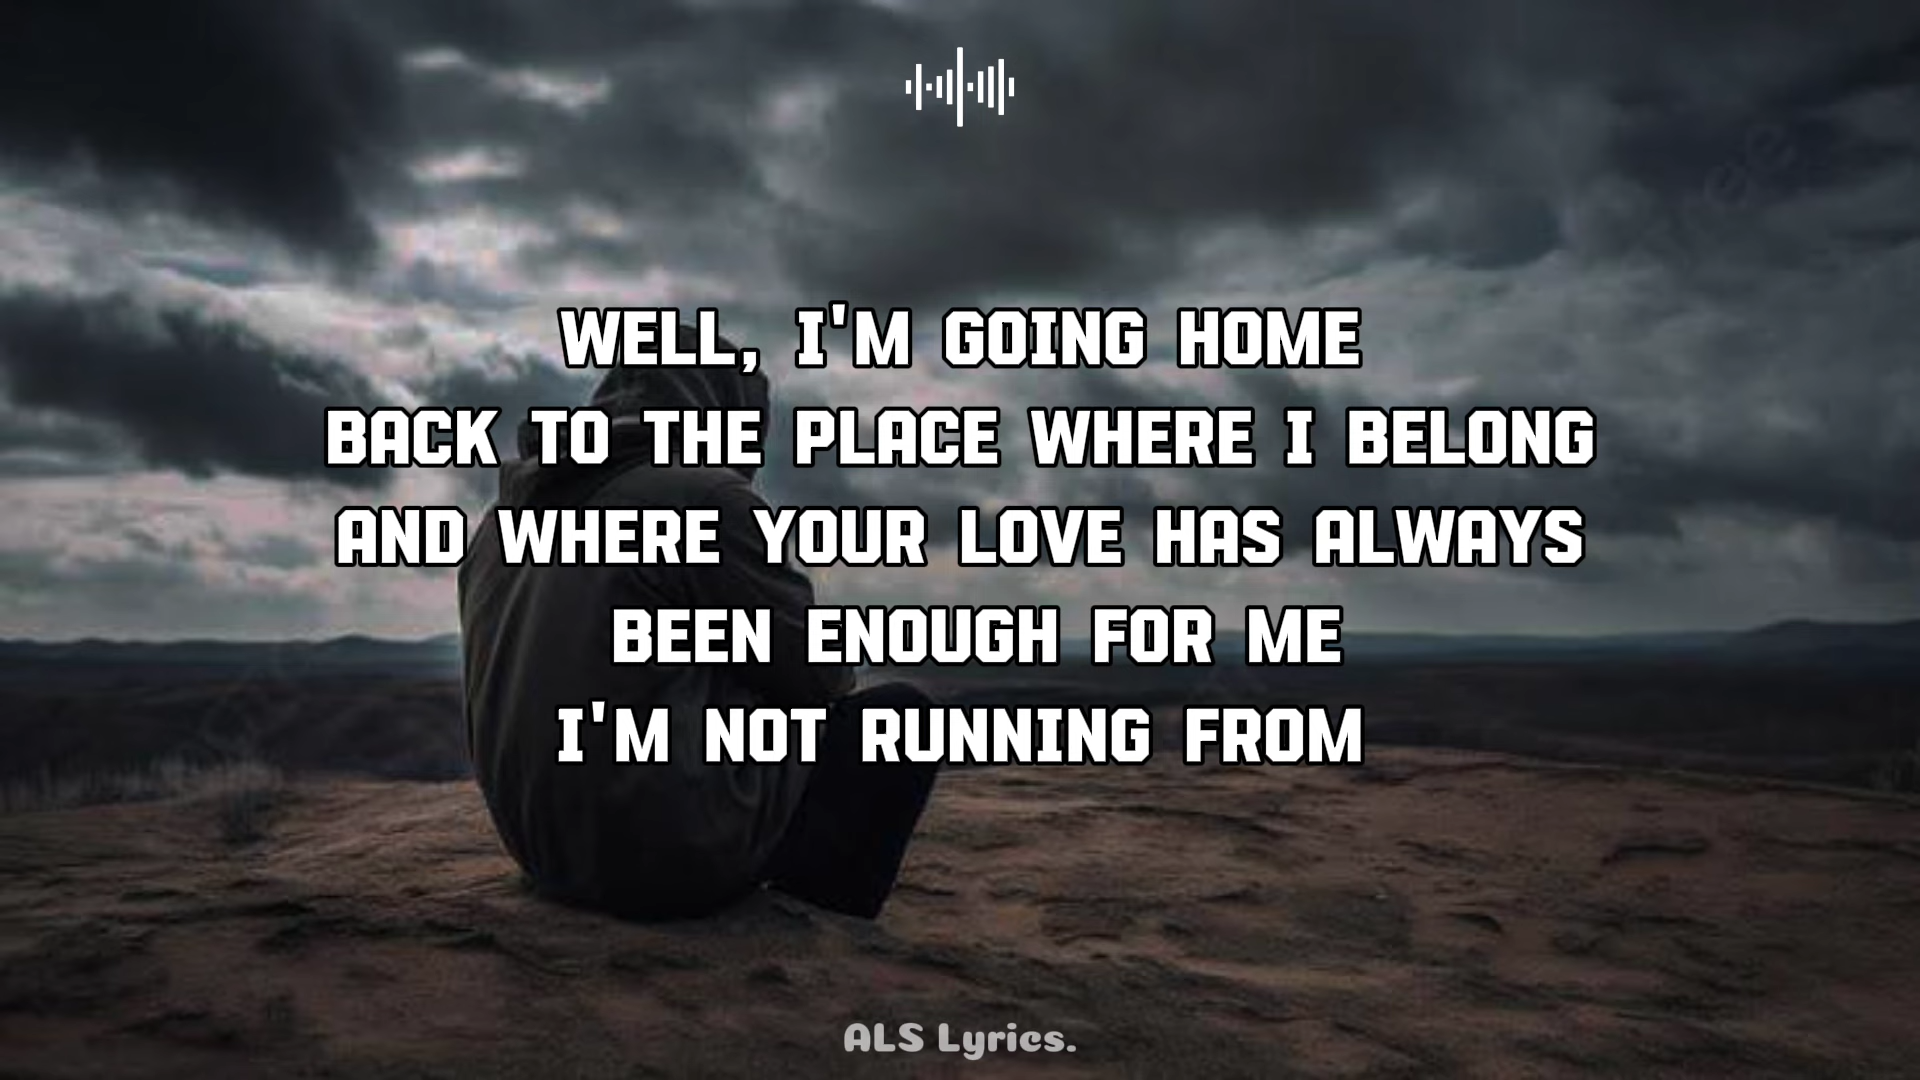 WELL, I'M GOING HOME
BACK TO THE PLACE WHERE I BELONG
AND WHERE YOUR LOVE HAS ALWAYS
BEEN ENOUGH FOR ME
I'M NOT RUNNING FROM
ALS Lyrics.